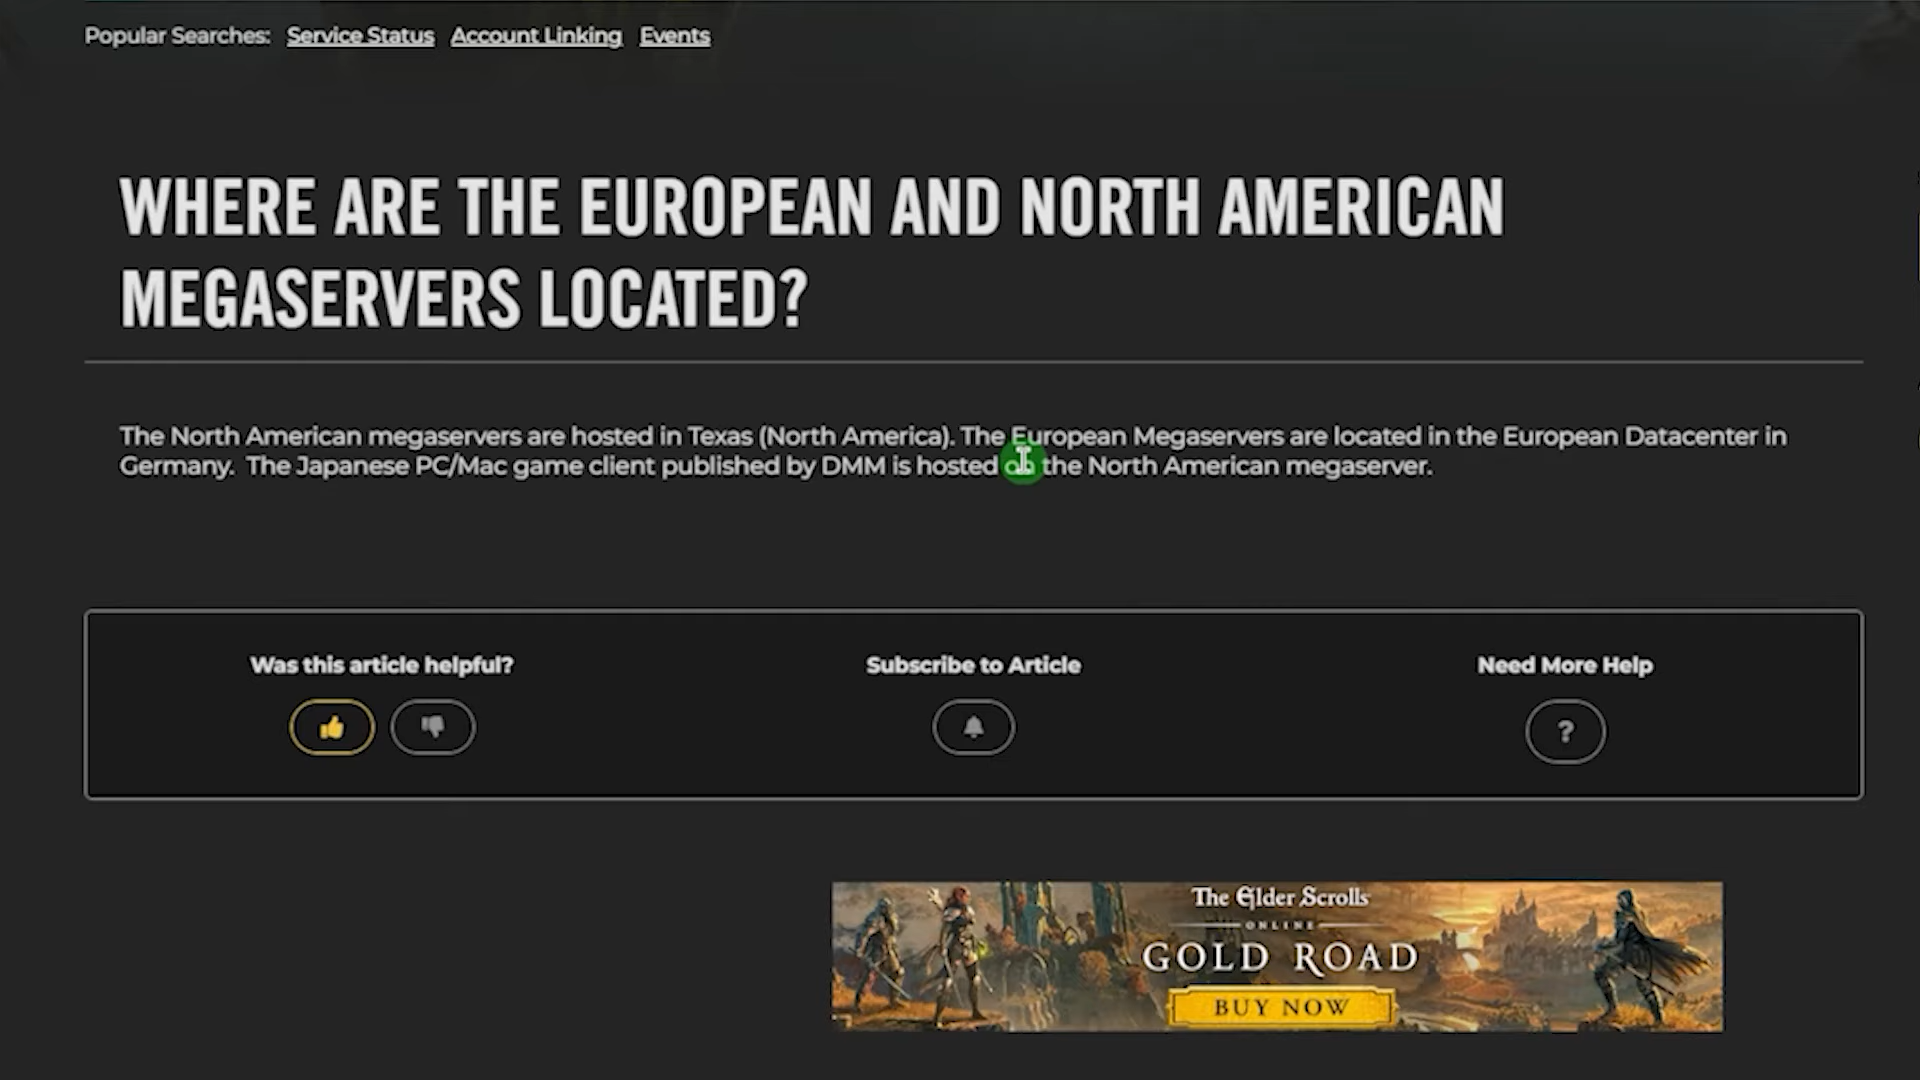 Popular Searches: Service Status Account Linking Events
WHERE ARE THE EUROPEAN AND NORTH AMERICAN
MEGASERVERS LOCATED?
The North American megaservers are hosted in Texas (North America). The European Megaservers are located in the European Datacenter in
Germany. The Japanese PC/Mac game client published by DMM is hosted on the North American megaserver.
Was this article helpful?
Subscribe to Article
Need More Help
?
The Elder Scrolls
ONLINE
GOLD ROAD
BUY NOW